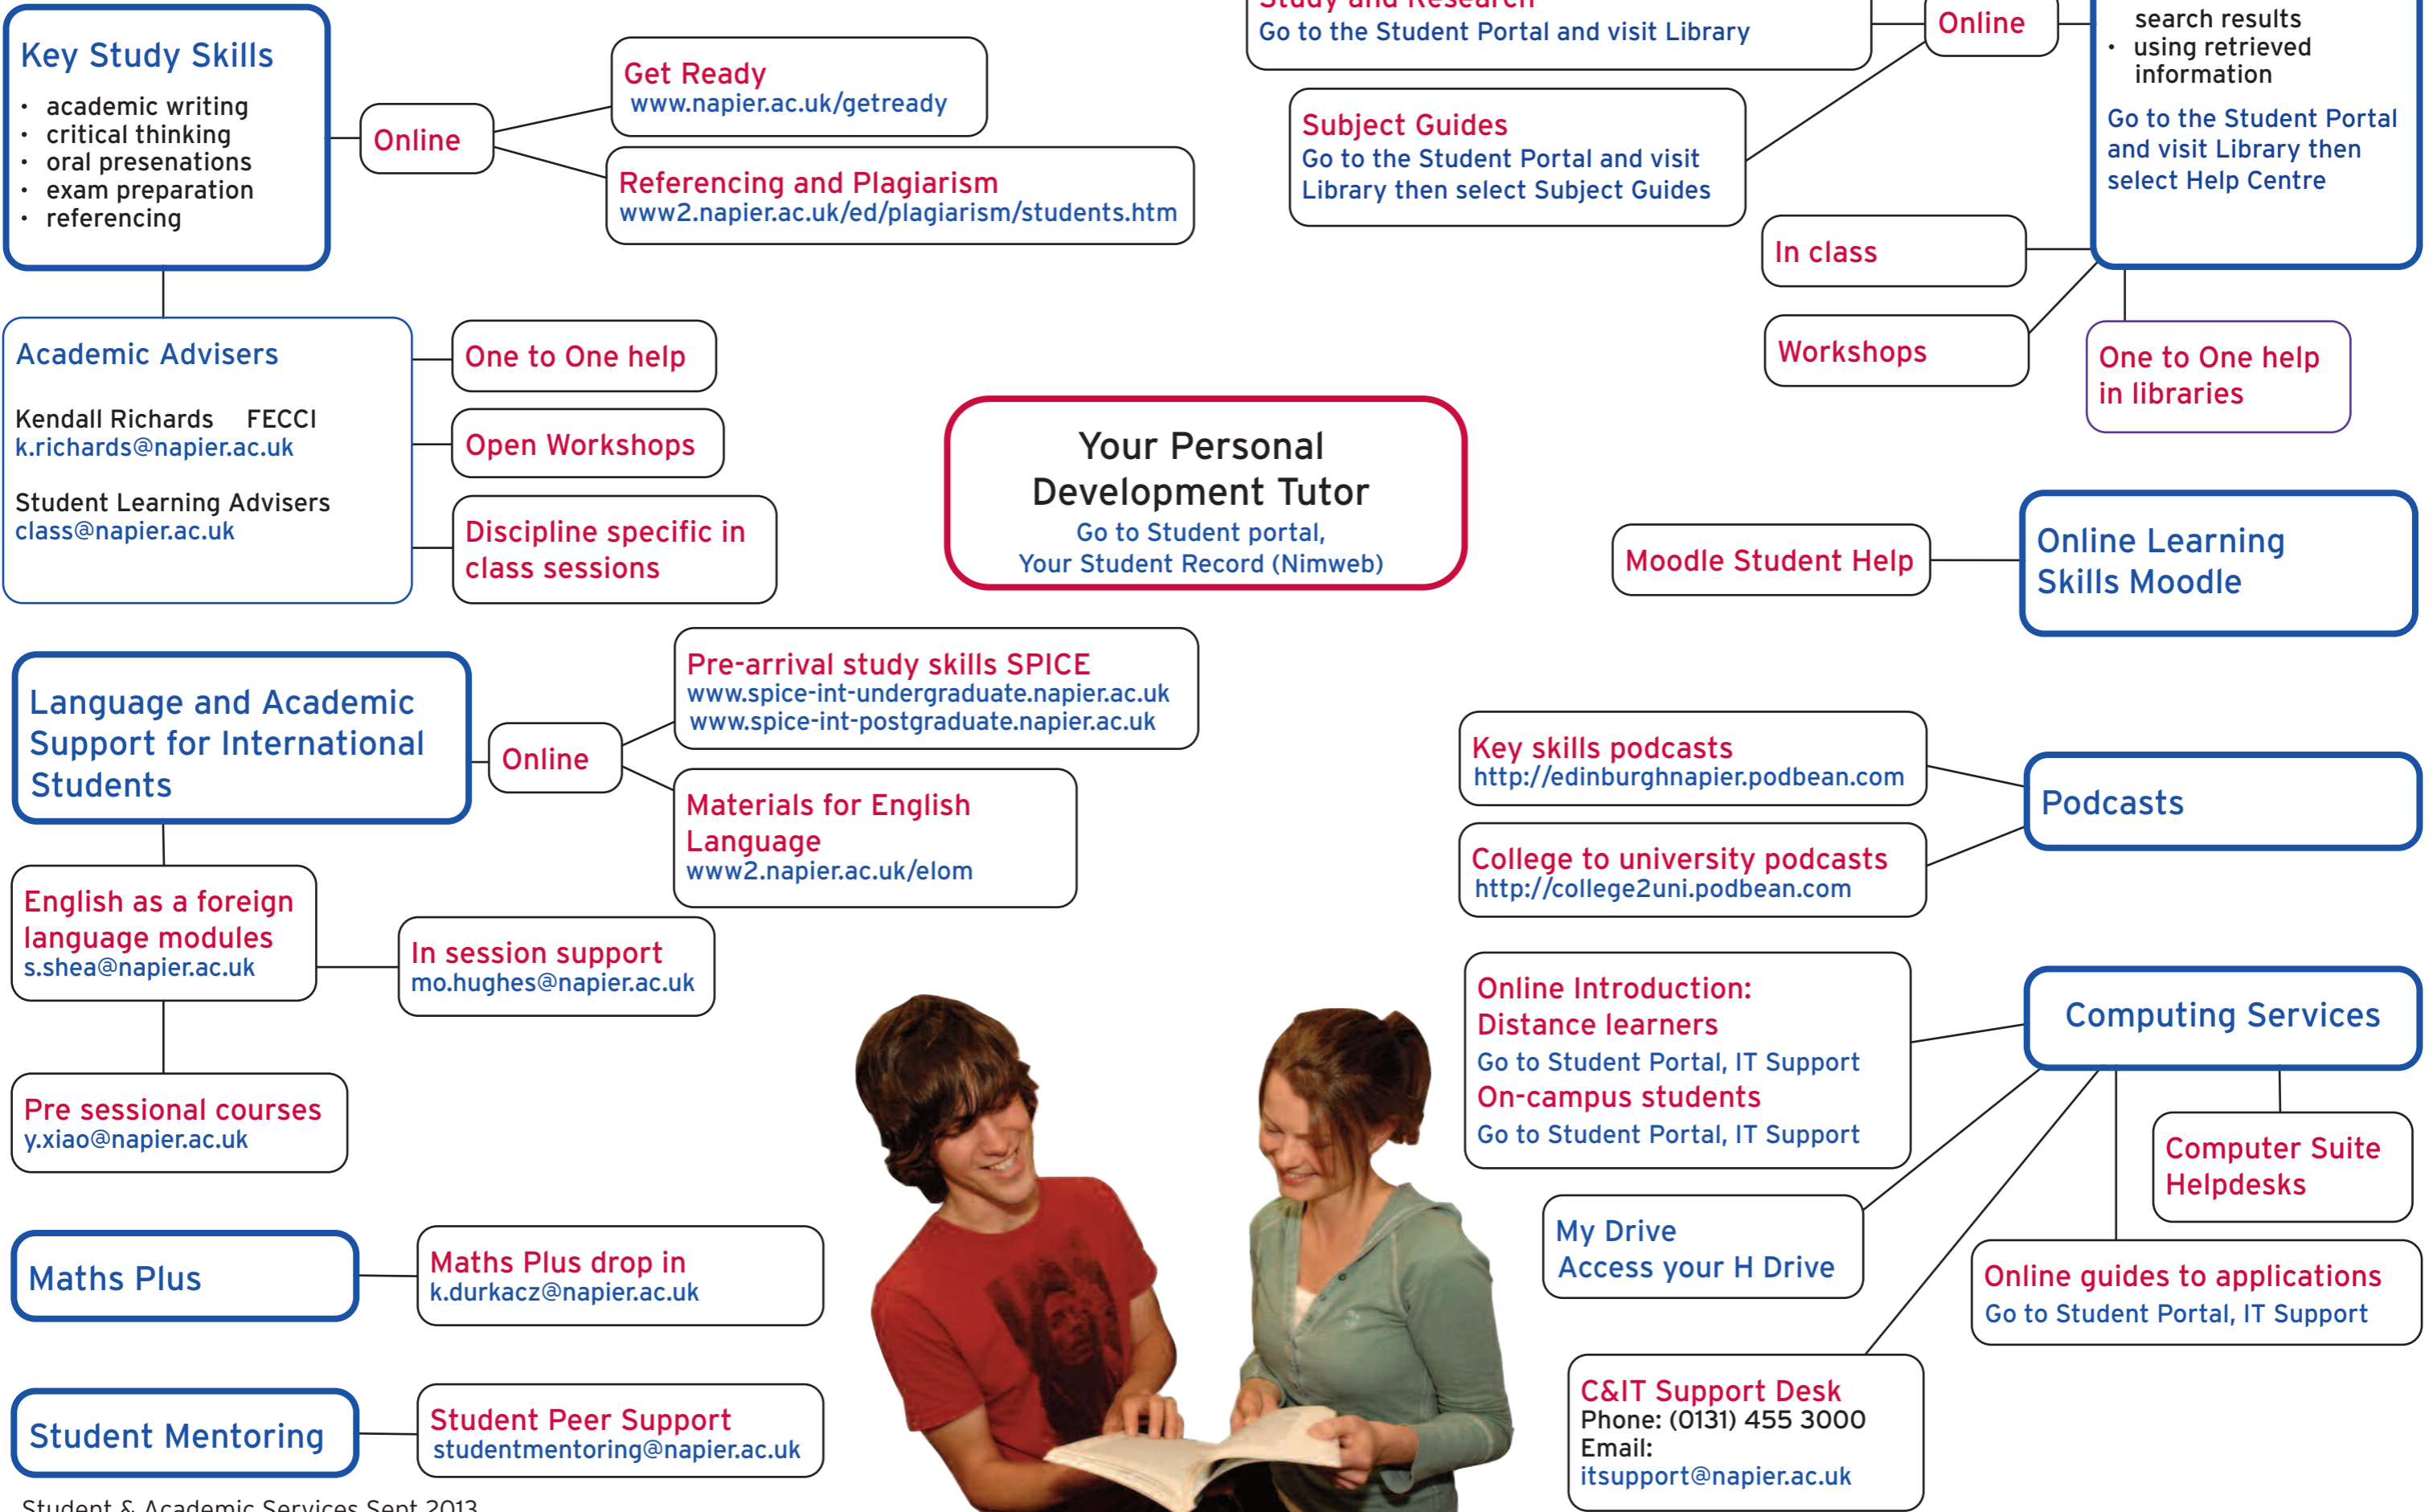 Key Study Skills
· academic writing
· critical thinking
· oral presenations
· exam preparation
· referencing
Online
Get Ready
www.napier.ac.uk/getready
Referencing and Plagiarism
www2.napier.ac.uk/ed/plagiarism/students.htm
Study and Research
Go to the Student Portal and visit Library
Online
search results
· using retrieved
information
Go to the Student Portal
and visit Library then
select Help Centre
Subject Guides
Go to the Student Portal and visit
Library then select Subject Guides
In class
Workshops
One to One help
in libraries
Academic Advisers
Kendall Richards FECCI
k.richards@napier.ac.uk
Student Learning Advisers
class@napier.ac.uk
One to One help
Open Workshops
Discipline specific in
class sessions
Your Personal
Development Tutor
Go to Student portal,
Your Student Record (Nimweb)
Moodle Student Help
Online Learning
Skills Moodle
Language and Academic
Support for International
Students
Online
Pre-arrival study skills SPICE
www.spice-int-undergraduate.napier.ac.uk
www.spice-int-postgraduate.napier.ac.uk
Materials for English
Language
www2.napier.ac.uk/elom
English as a foreign
language modules
s.shea@napier.ac.uk
In session support
mo.hughes@napier.ac.uk
Pre sessional courses
y.xiao@napier.ac.uk
Key skills podcasts
http://edinburghnapier.podbean.com
College to university podcasts
http://college2uni.podbean.com
Podcasts
Online Introduction:
Distance learners
Go to Student Portal, IT Support
On-campus students
Go to Student Portal, IT Support
Computing Services
Computer Suite
Helpdesks
My Drive
Access your H Drive
Online guides to applications
Go to Student Portal, IT Support
C&IT Support Desk
Phone: (0131) 455 3000
Email:
itsupport@napier.ac.uk
Maths Plus
Maths Plus drop in
k.durkacz@napier.ac.uk
Student Mentoring
Student Peer Support
studentmentoring@napier.ac.uk
Student & Academic Services Sept 2013